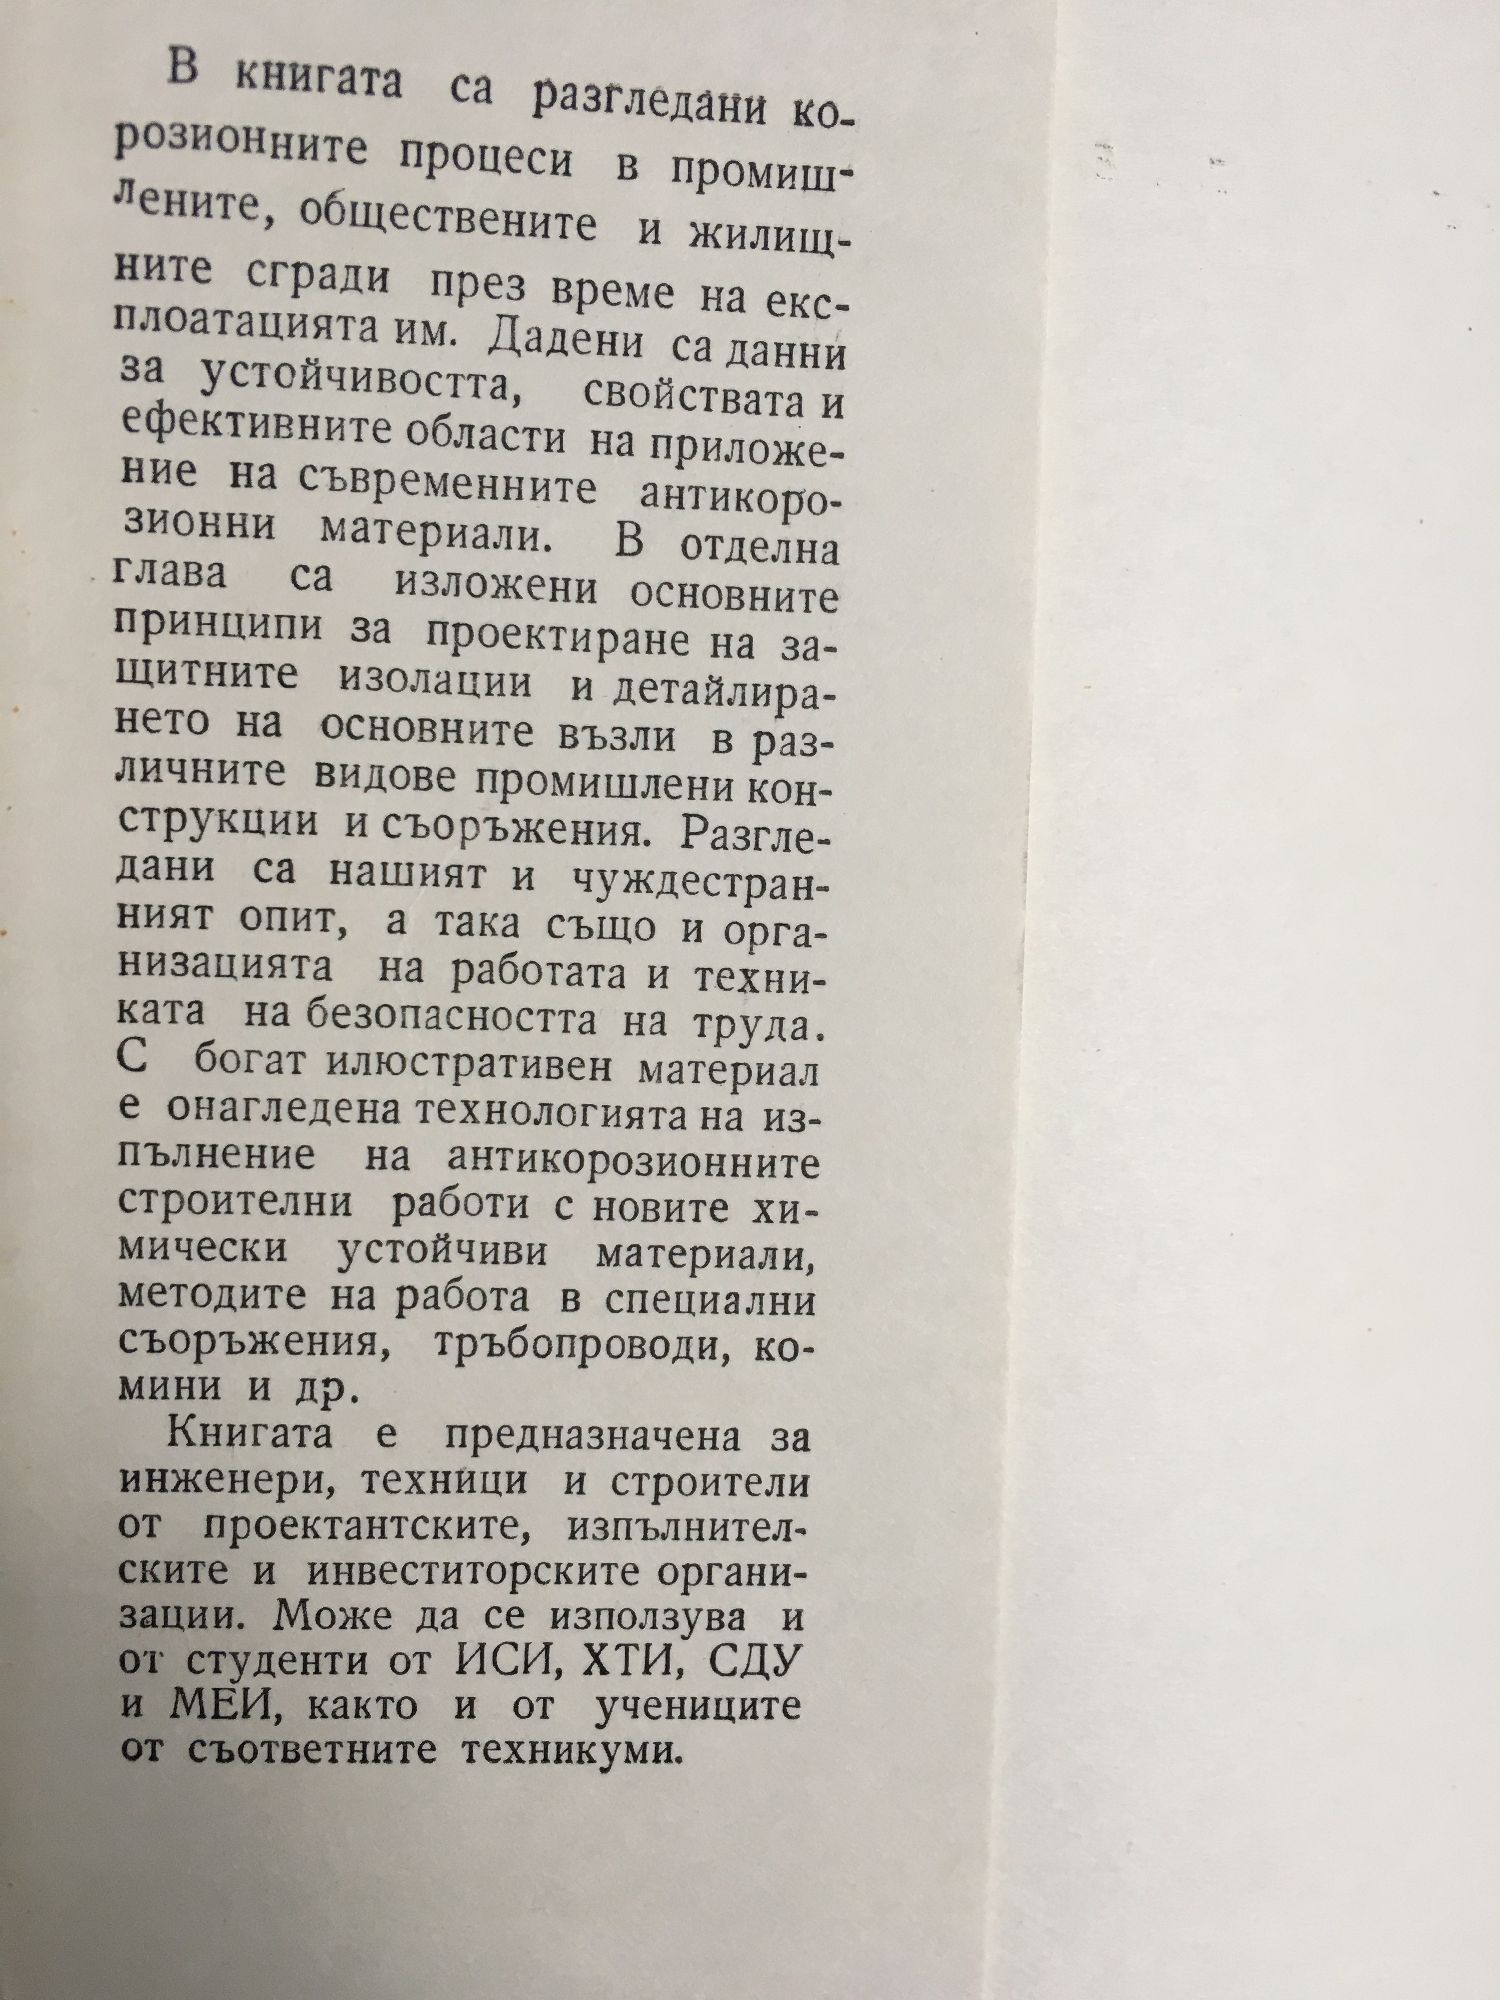 В книгата са разгледани ко-
розионните процеси в промиш-
лените, обществените и жилищ-
ните сгради през време на екс-
плоатацията им. Дадени са данни
за устойчивостта, свойствата и
ефективните области на приложе-
ние на съвременните антикоро-
зионни материали. В отделна
глава са изложени основните
принципи за проектиране на за-
щитните изолации и детайлира-
нето на основните възли в раз-
личните видове промишлени кон-
струкции и съоръжения. Разгле-
дани са нашият и чуждестран-
ният опит, а така също и орга-
низацията на работата и техни-
ката на безопасността на труда.
С богат илюстративен материал
е онагледена технологията на из-
пълнение на антикорозионните
строителни работи с новите хи-
мически устойчиви материали,
методите на работа в специални
съоръжения, тръбопроводи, ко-
мини и др.
Книгата е предназначена за
инженери, техници и строители
от проектантските, изпълнител-
ските и инвеститорските органи-
зации. Може да се използува и
от студенти от ИСИ, ХТИ, СДУ
и МЕИ, както и от учениците
от съответните техникуми.